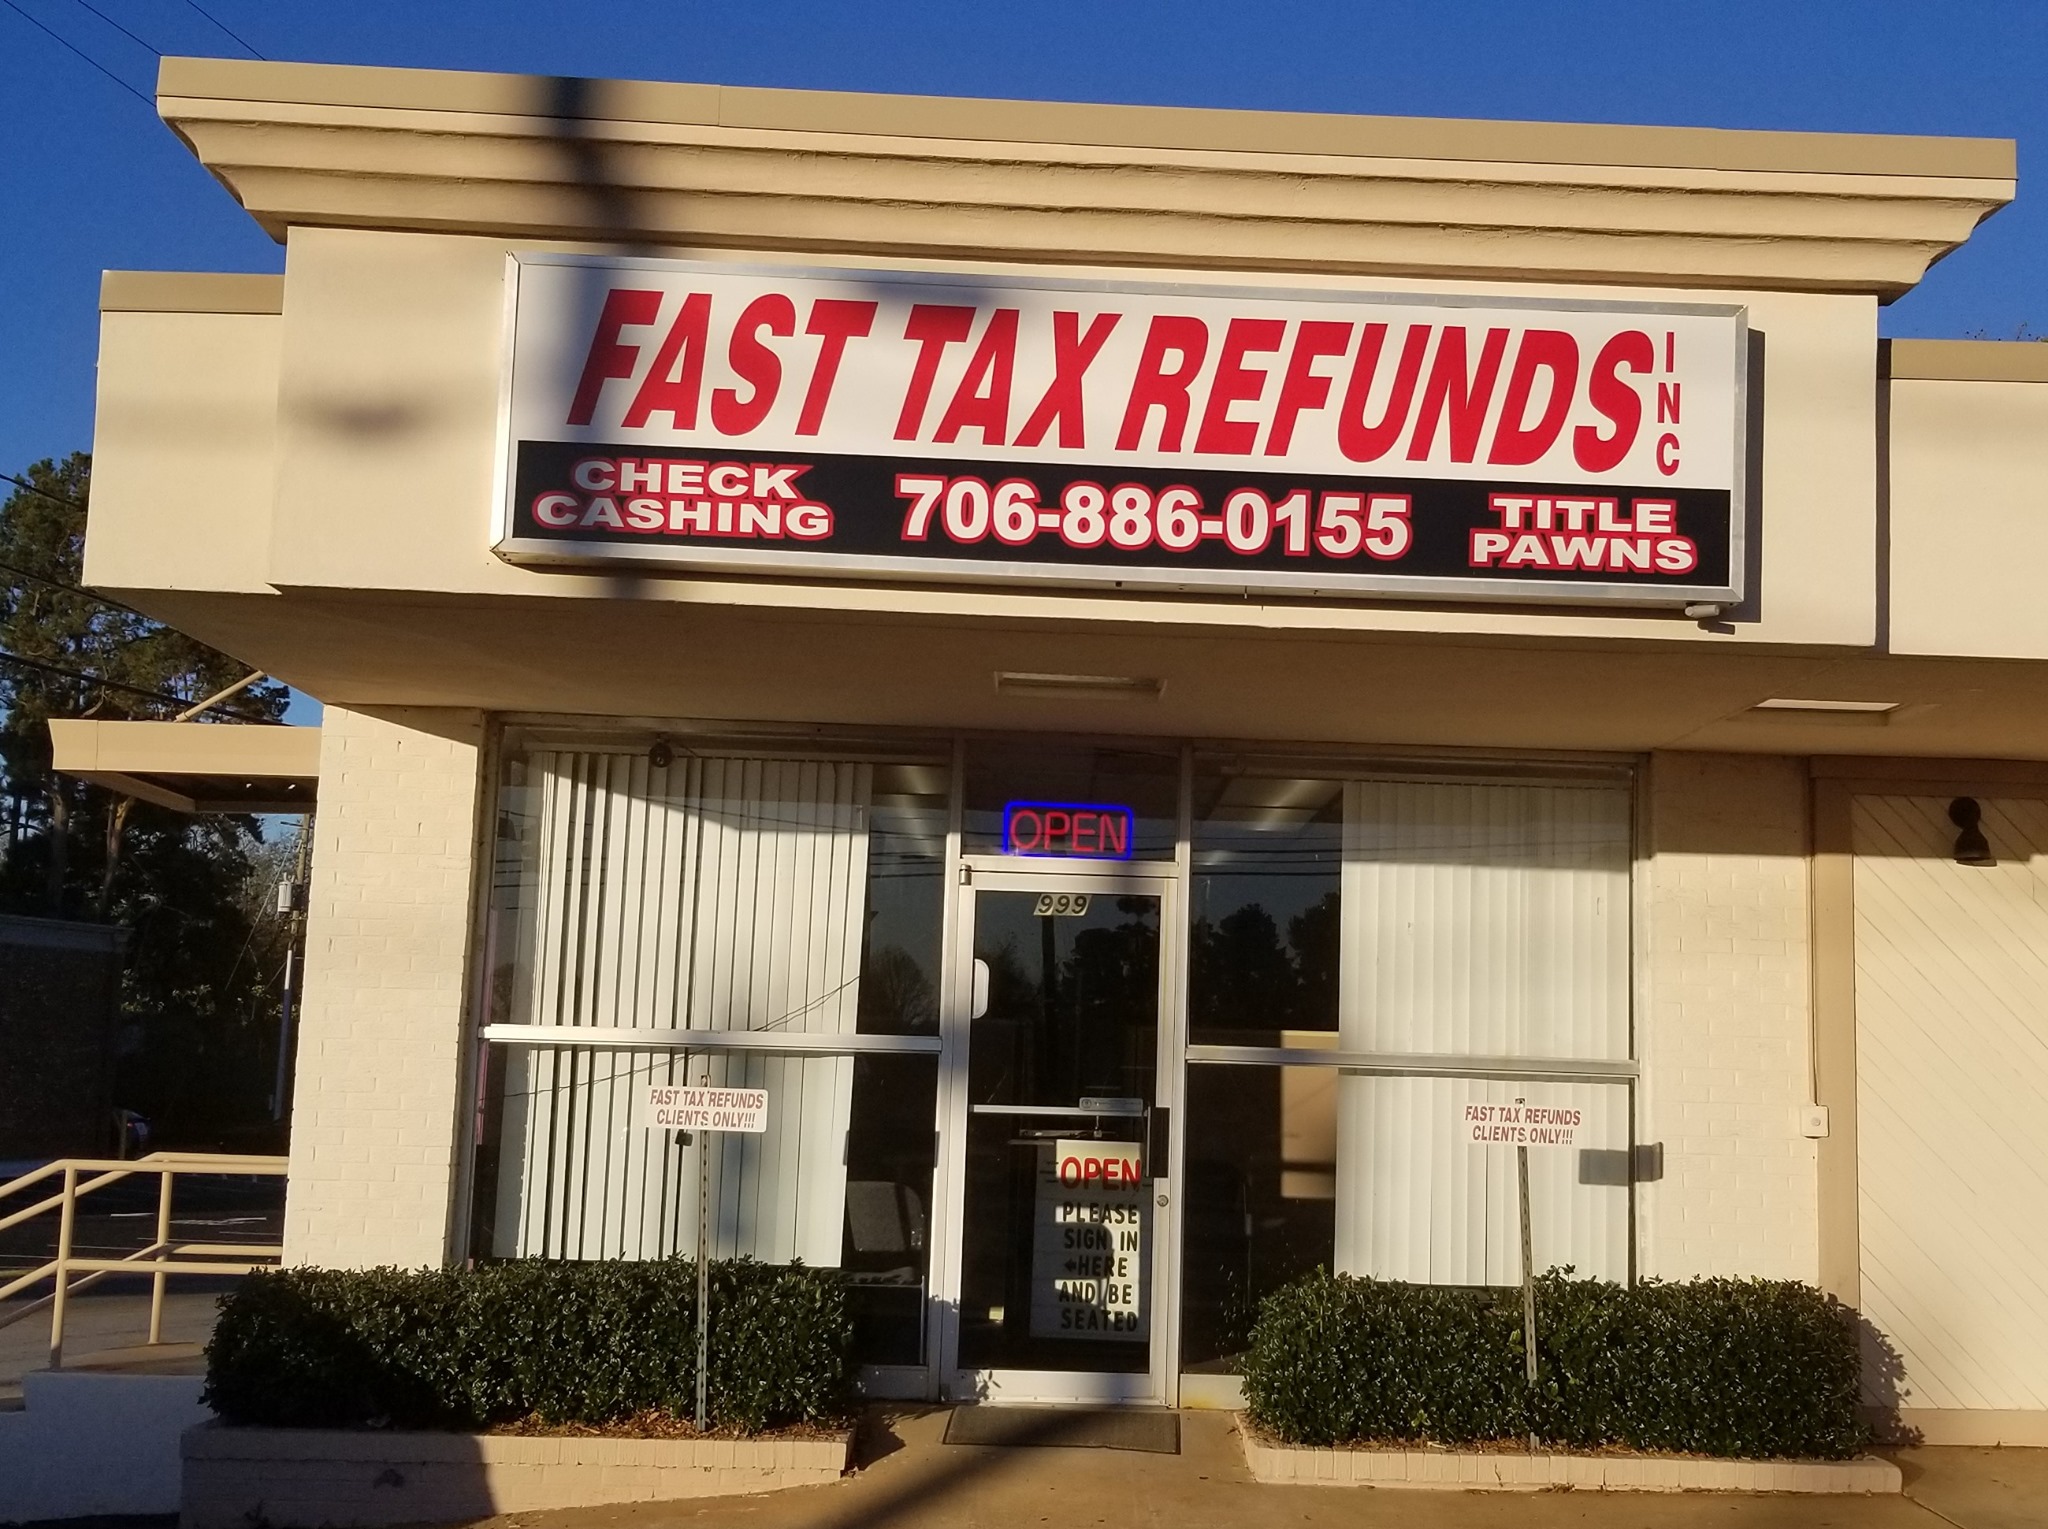 FAST TAX REFUNDS INC
CHECK
CASHING
706-886-0155
TITLE
PAWNS
OPEN
999
FAST TAX REFUNDS
CLIENTS ONLY!!!
FAST TAX REFUNDS
CLIENTS ONLY!!!
OPEN
PLEASE
SIGN IN
←HERE
AND BE
SEATED